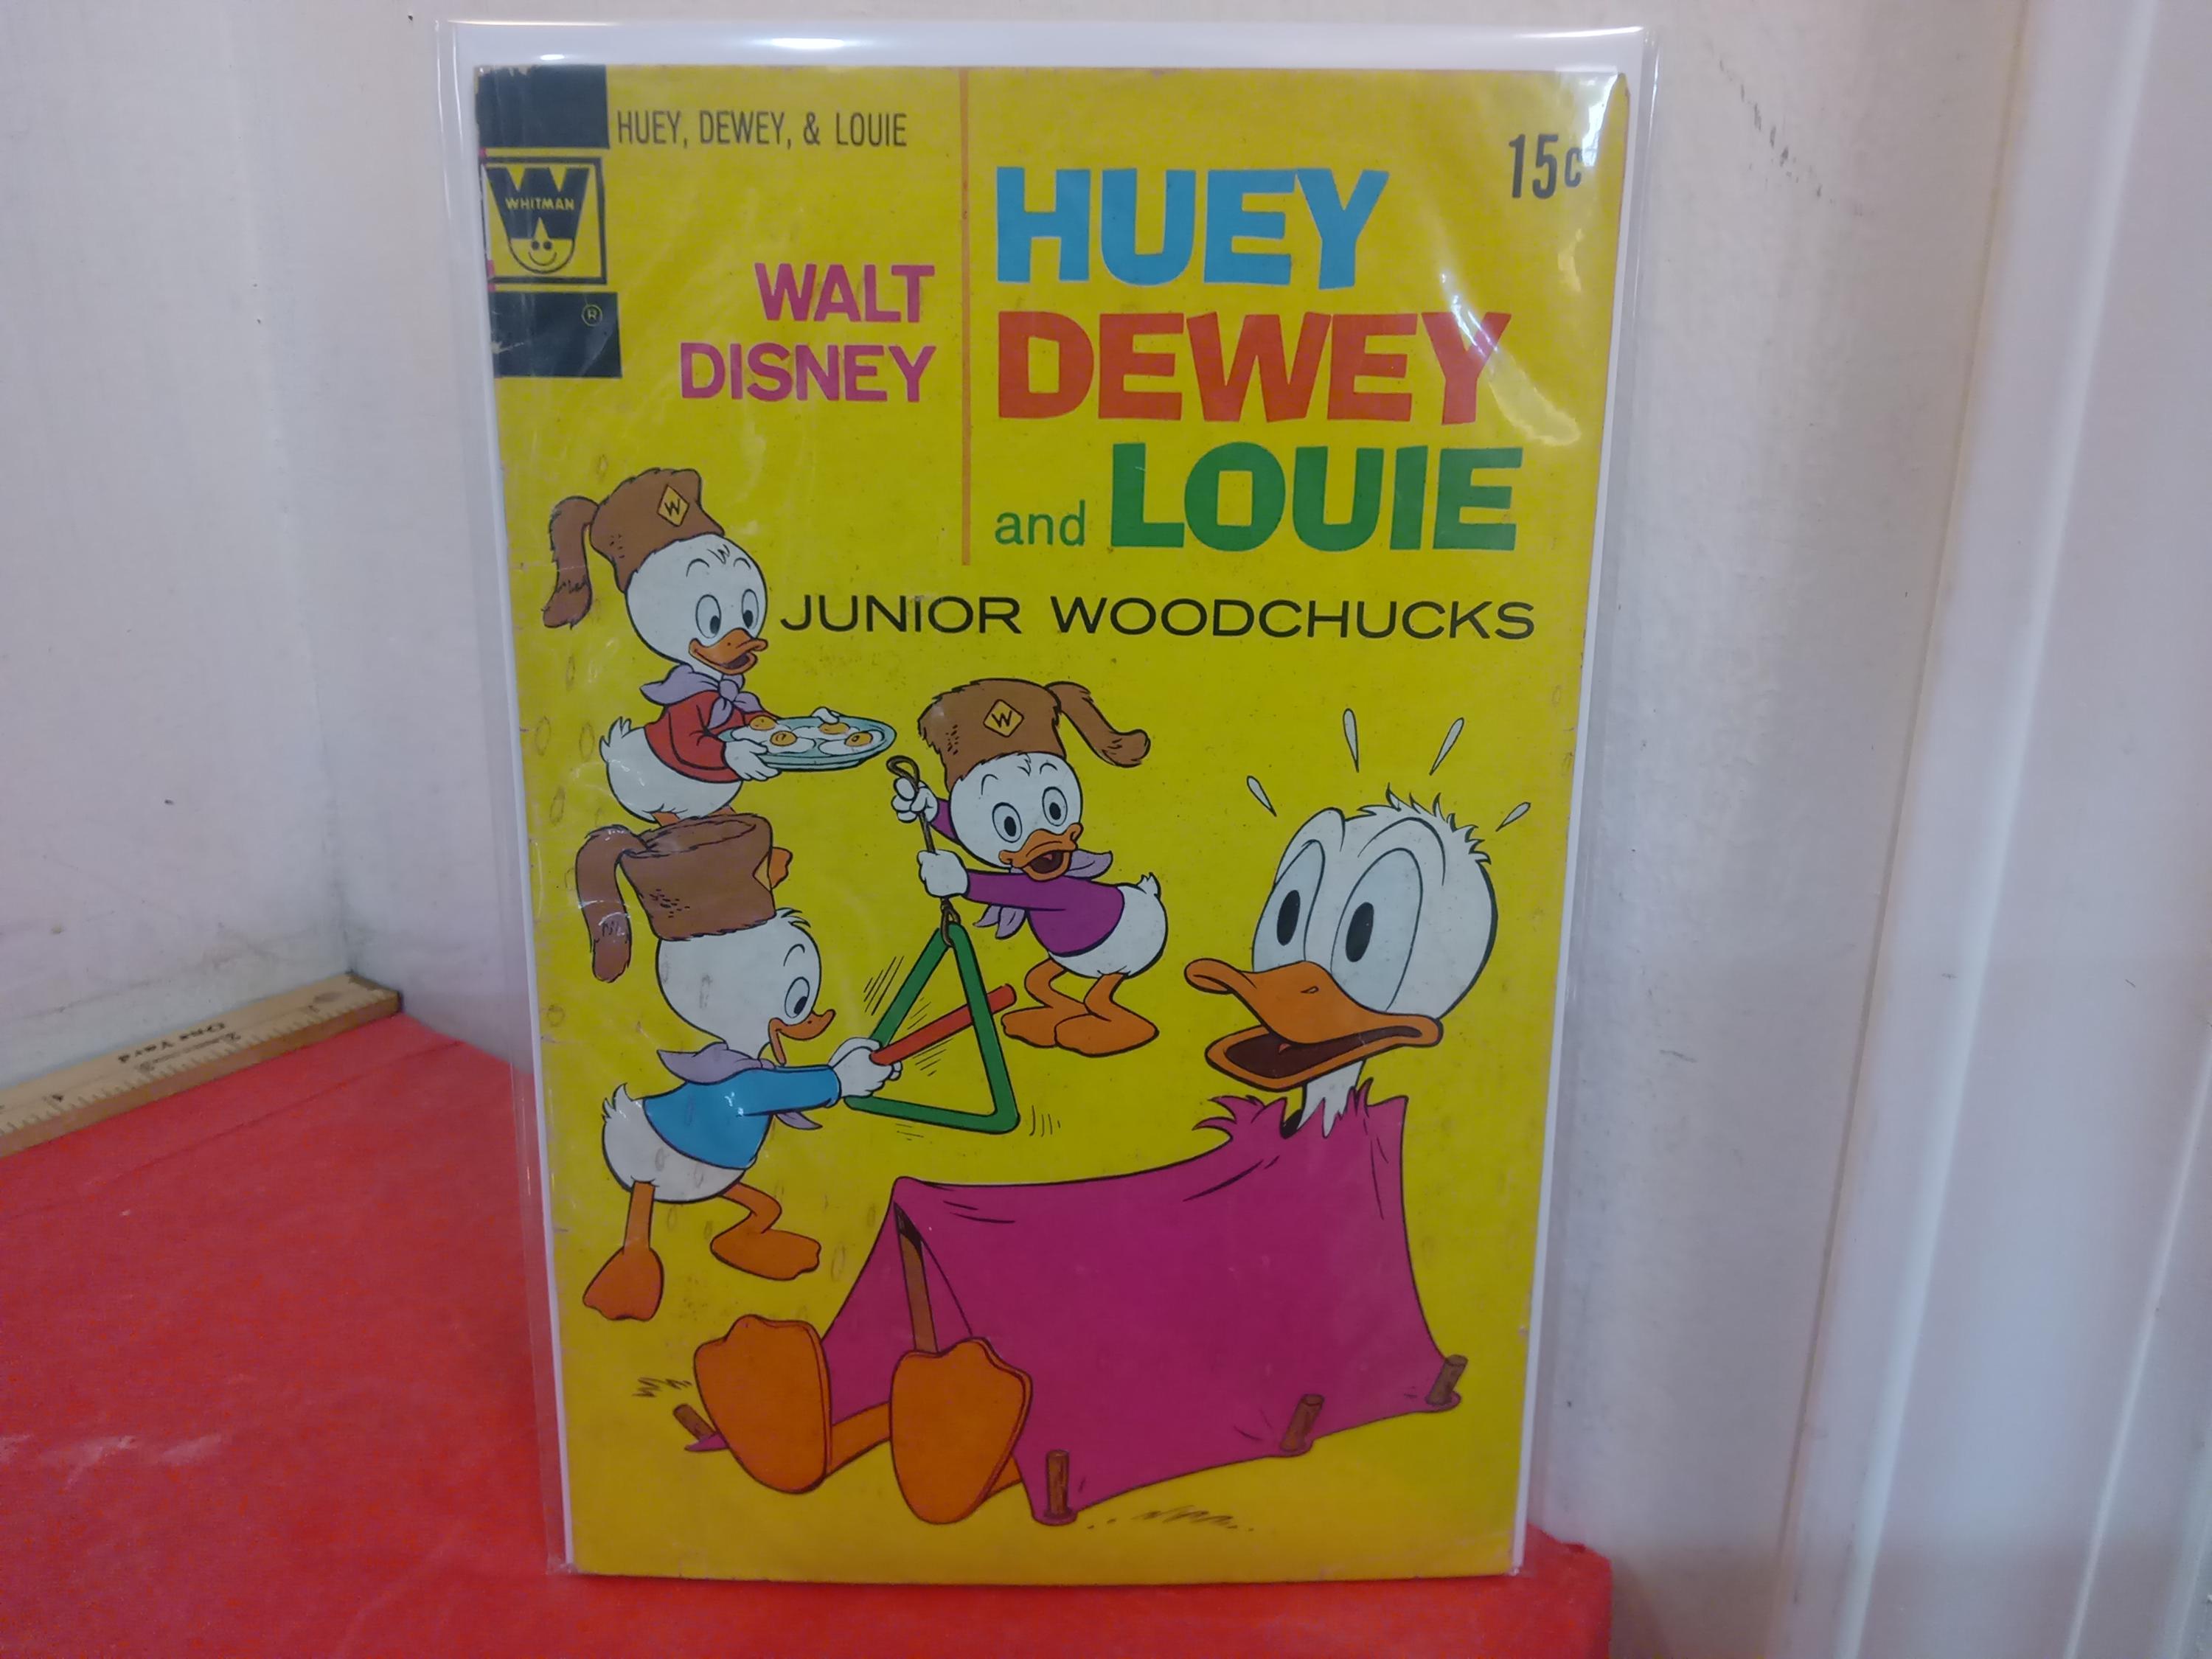 HUEY, DEWEY, & LOUIE
WHITMAN
®
15¢
WALT
DISNEY
HUEY
DEWEY
and LOUIE
JUNIOR WOODCHUCKS
W
W
One Yard